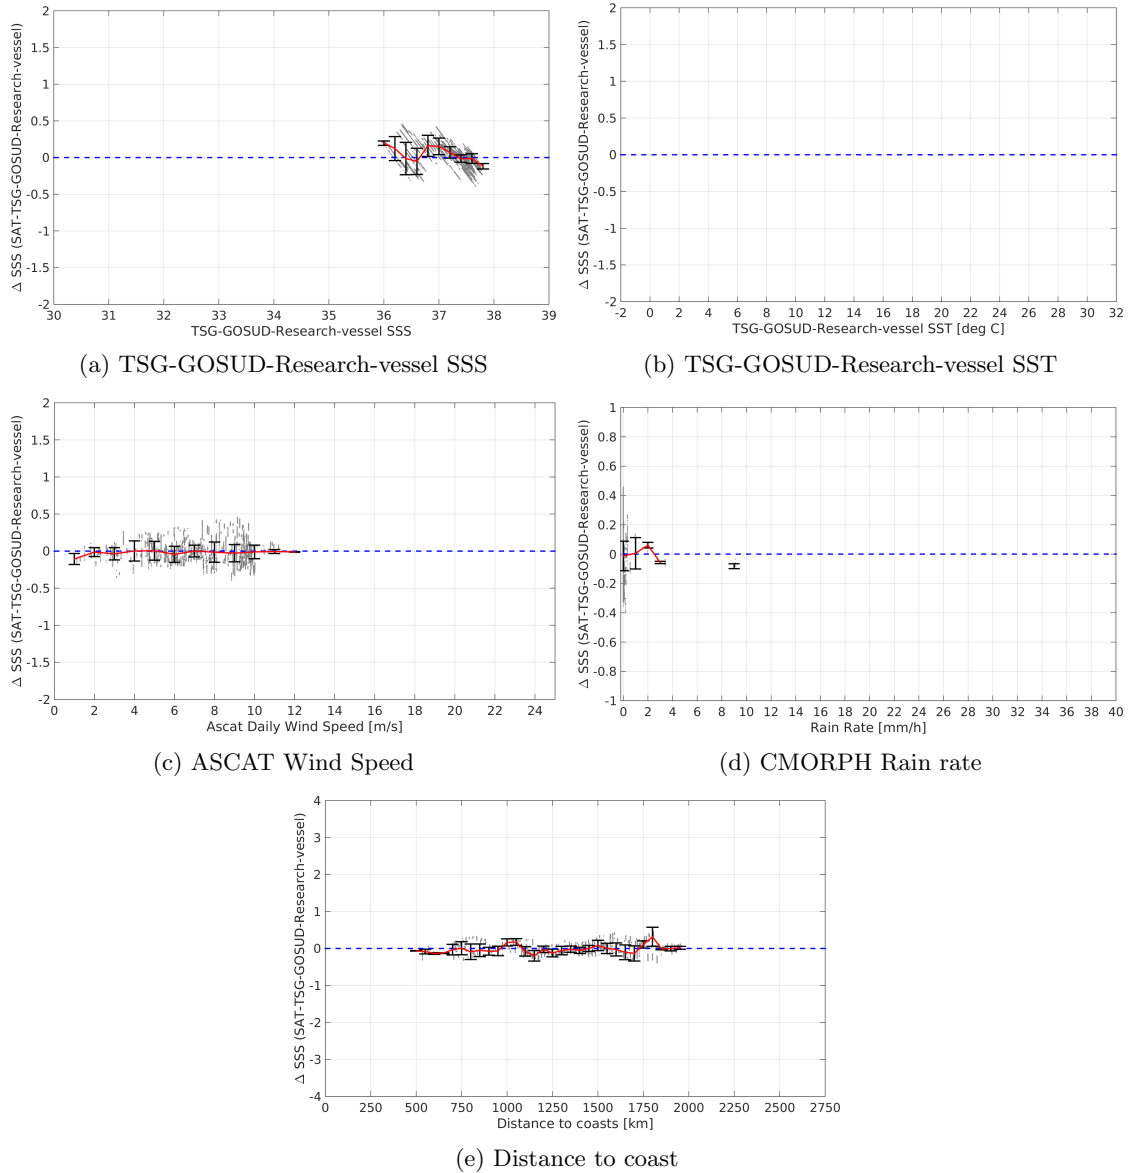 2
1.5
1
0.5
0
-0.5
-1
-1.5
-2
Δ SSS (SAT-TSG-GOSUD-Research-vessel)
30 31 32 33 34 35 36 37 38 39
TSG-GOSUD-Research-vessel SSS
(a) TSG-GOSUD-Research-vessel SSS
2
1.5
1
0.5
0
-0.5
-1
-1.5
-2
Δ SSS (SAT-TSG-GOSUD-Research-vessel)
-2 0 2 4 6 8 10 12 14 16 18 20 22 24 26 28 30 32
TSG-GOSUD-Research-vessel SST [deg C]
(b) TSG-GOSUD-Research-vessel SST
2
1.5
1
0.5
0
-0.5
-1
-1.5
-2
Δ SSS (SAT-TSG-GOSUD-Research-vessel)
0 2 4 6 8 10 12 14 16 18 20 22 24
Ascat Daily Wind Speed [m/s]
(c) ASCAT Wind Speed
1
0.8
0.6
0.4
0.2
0
-0.2
-0.4
-0.6
-0.8
-1
Δ SSS (SAT-TSG-GOSUD-Research-vessel)
0 2 4 6 8 10 12 14 16 18 20 22 24 26 28 30 32 34 36 38 40
Rain Rate [mm/h]
(d) CMORPH Rain rate
4
3
2
1
0
-1
-2
-3
-4
Δ SSS (SAT-TSG-GOSUD-Research-vessel)
0 250 500 750 1000 1250 1500 1750 2000 2250 2500 2750
Distance to coasts [km]
(e) Distance to coast